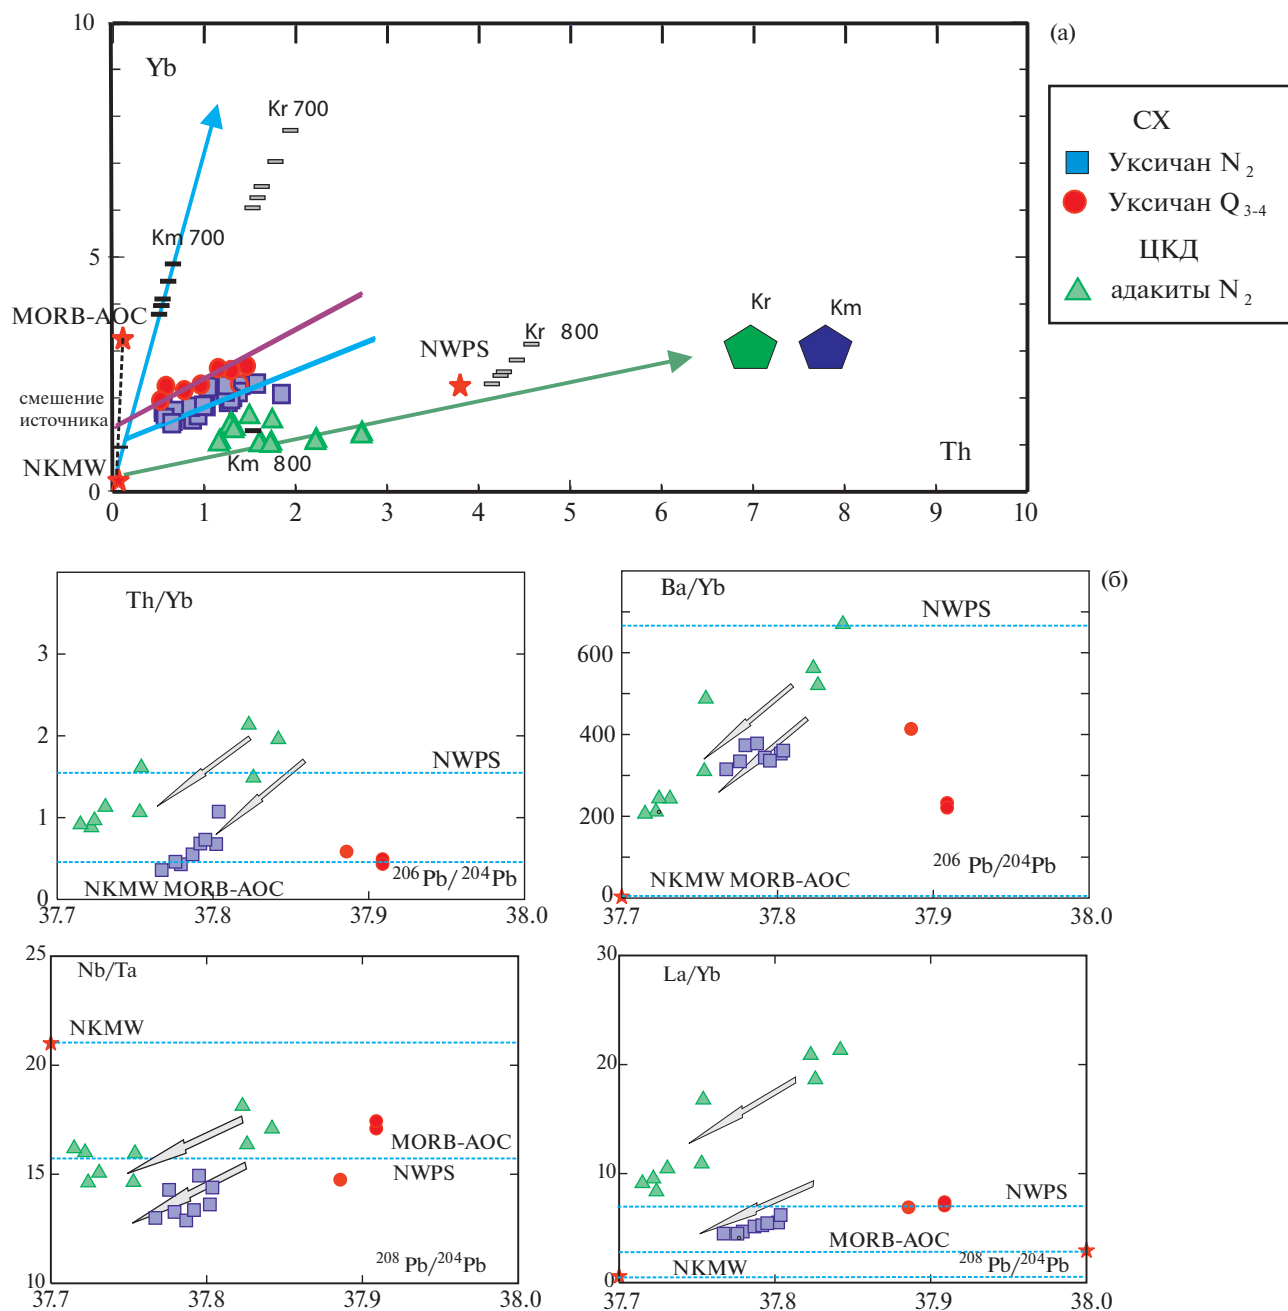 10
Yb
(а)
Kr 700
СХ
Уксичан N2
Уксичан Q3-4
ЦКД
адакиты N2
Km 700
5
MORB-AOC
NWPS
Kr 800
Kr
Km
смешение
источника
Th
NKMW
Km 800
0
0 1 2 3 4 5 6 7 8 9 10
Th/Yb
3
2
1
0
NWPS
206 Pb/204Pb
NKMW MORB-AOC
37.7 37.8 37.9 38.0
(б)
Ba/Yb
NWPS
600
400
200
0
206 Pb/204Pb
NKMW MORB-AOC
37.7 37.8 37.9 38.0
25
Nb/Ta
NKMW
20
MORB-AOC
NWPS
15
208 Pb/204Pb
10
37.7 37.8 37.9 38.0
30
La/Yb
20
10
NWPS
MORB-AOC
208 Pb/204Pb
NKMW
0
37.7 37.8 37.9 38.0